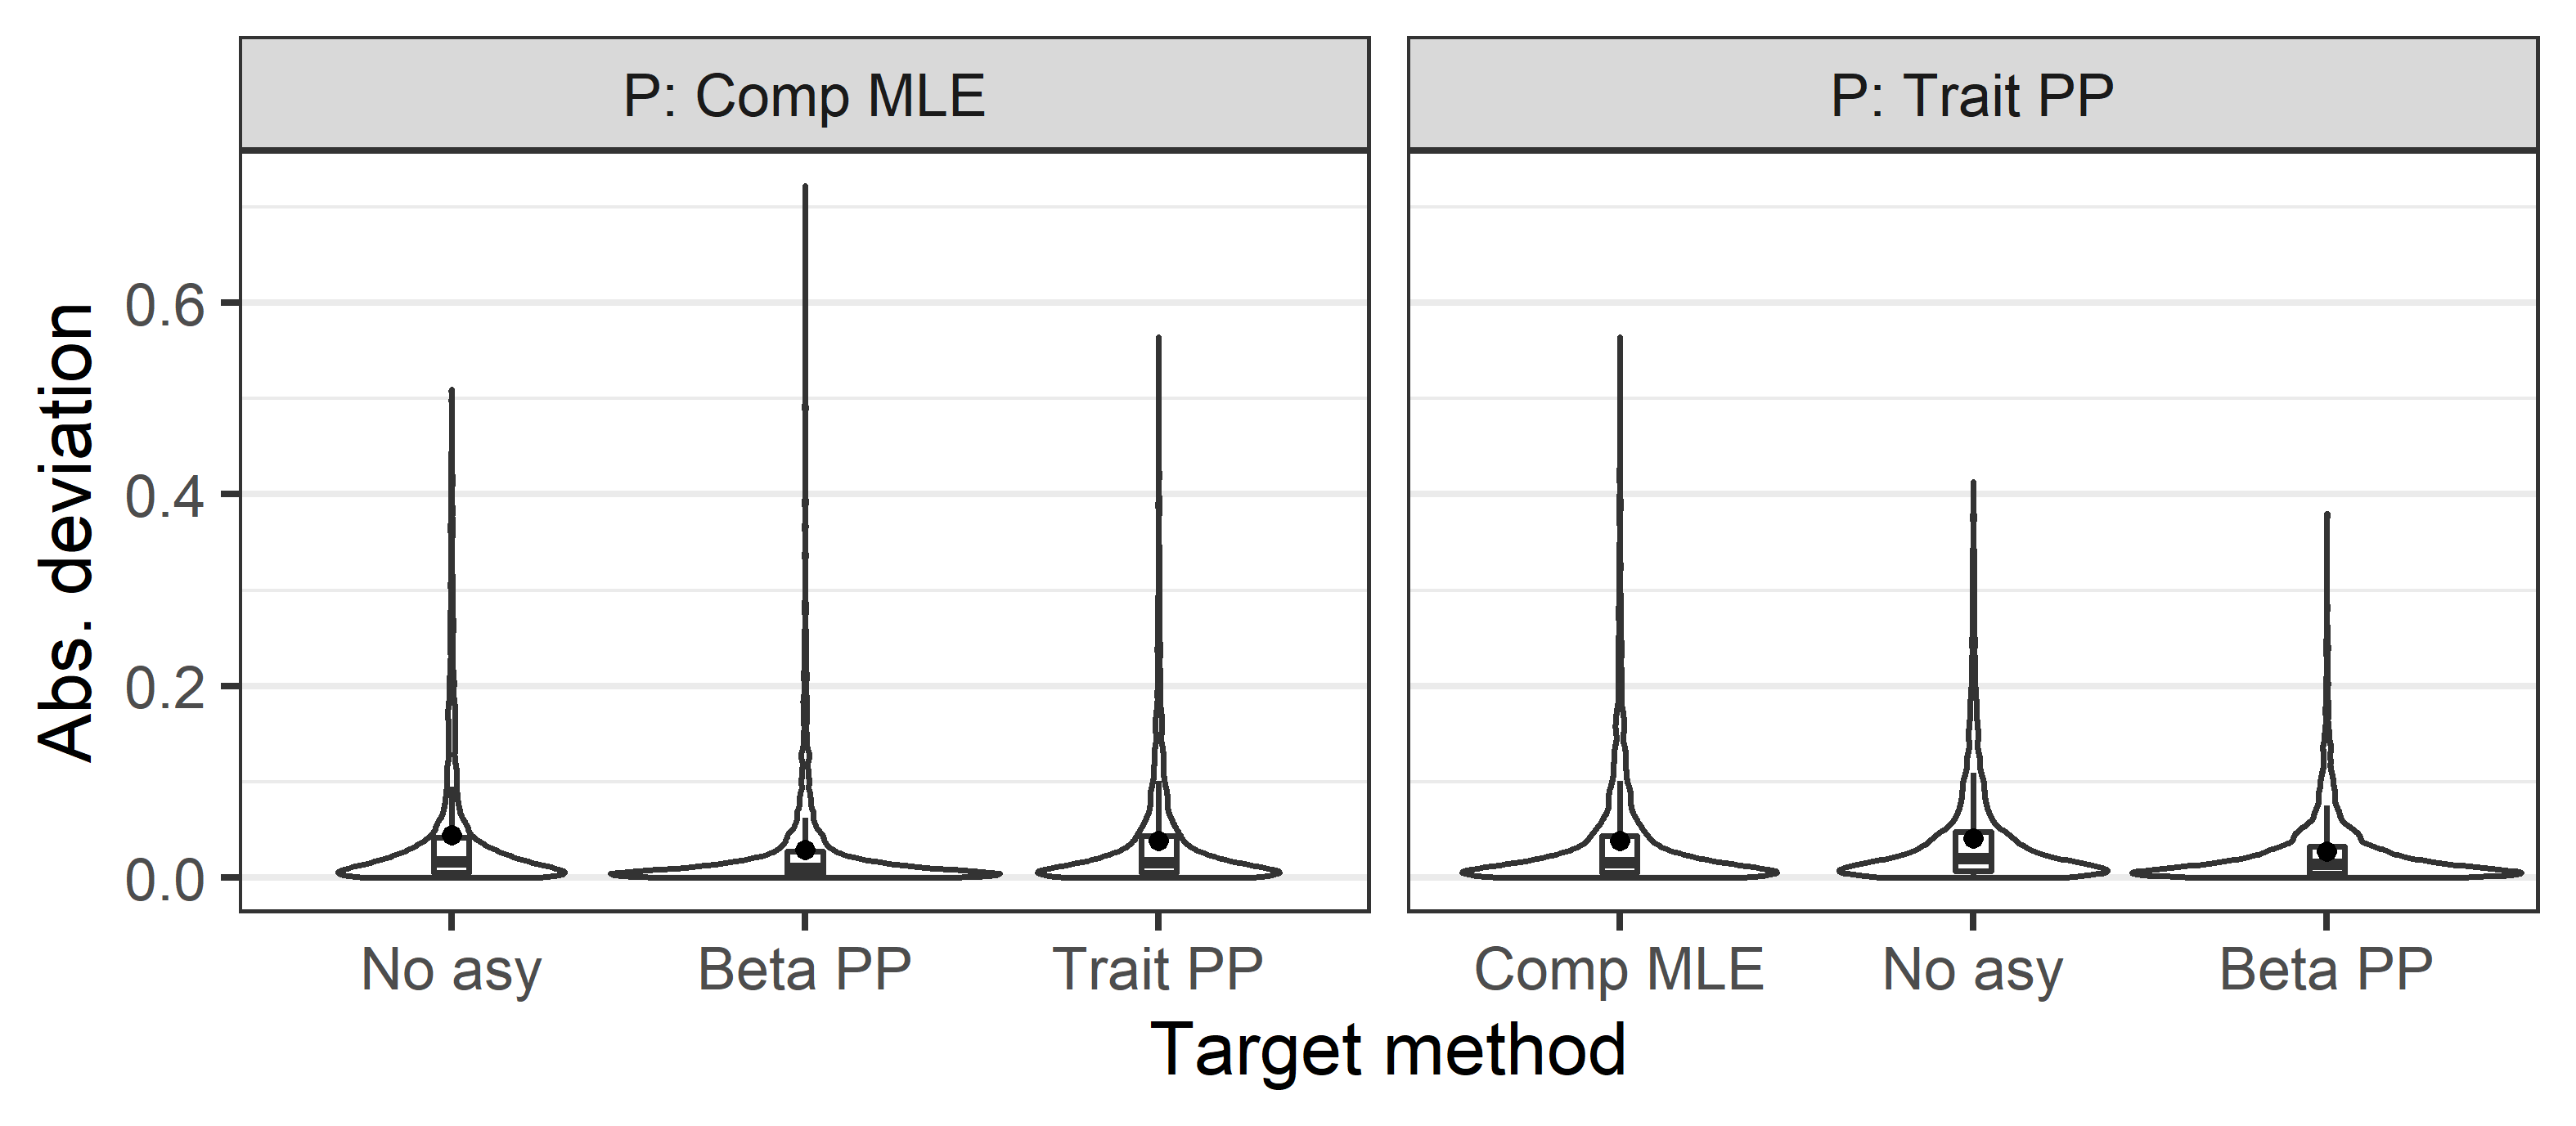 P: Comp MLE
P: Trait PP
Abs. deviation
0.6
0.4
0.2
0.0
No asy
Beta PP
Trait PP
Comp MLE
No asy
Beta PP
Target method